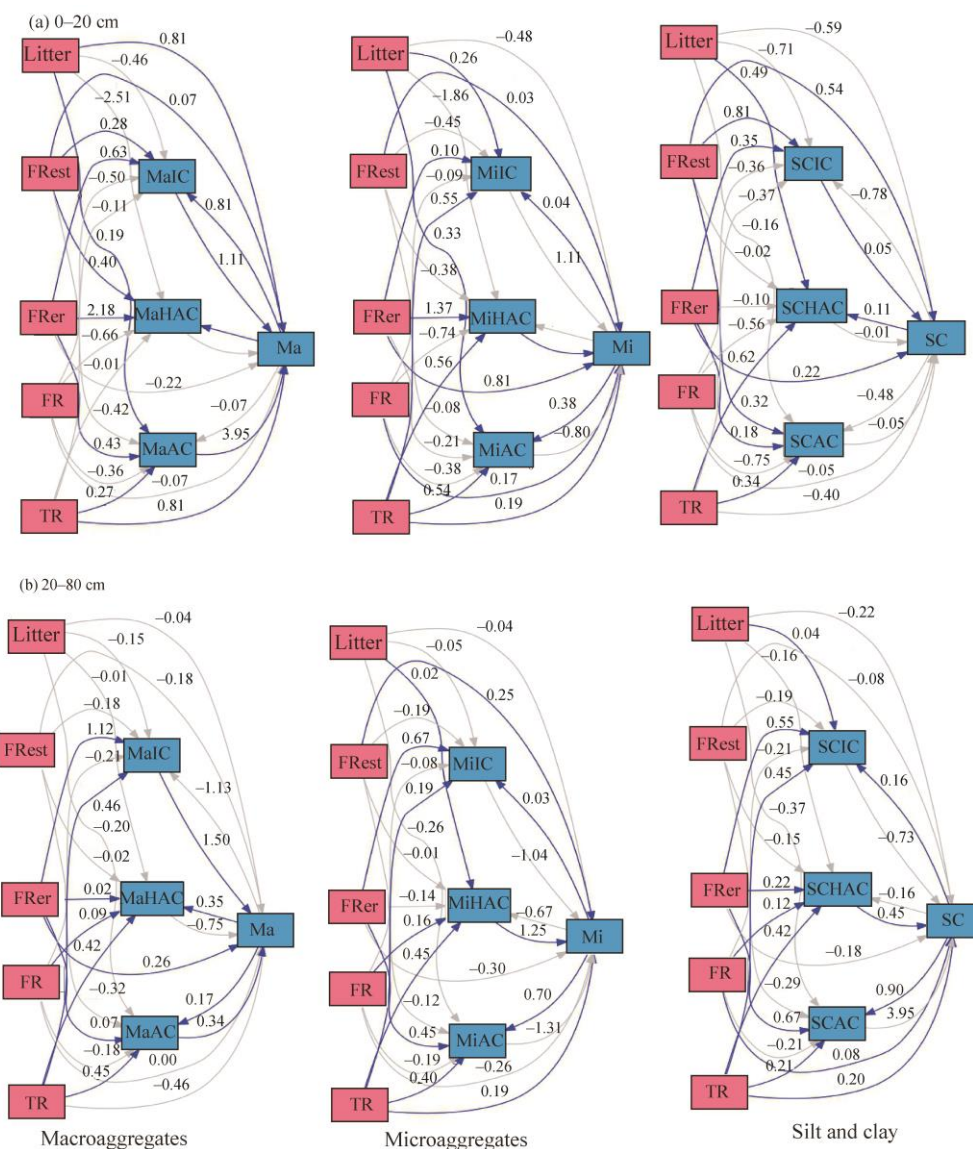 (a) 0–20 cm
Litter
FRest
FRer
FR
TR
MaIC
MaHAC
MaAC
Ma
0.81
−0.46
−2.51
0.07
0.28
0.63
−0.50
−0.11
0.19
0.40
0.81
1.11
2.18
−0.66
−0.01
−0.22
−0.42
−0.07
0.43
3.95
−0.36
−0.07
0.27
0.81
Litter
FRest
FRer
FR
TR
MiIC
MiHAC
MiAC
Mi
−0.48
0.26
−1.86
0.03
−0.45
0.10
−0.09
0.55
0.04
0.33
1.11
−0.38
1.37
−0.74
0.56
0.81
−0.08
0.38
−0.21
−0.80
−0.38
0.17
0.54
0.19
Litter
FRest
FRer
FR
TR
SCIC
SCHAC
SCAC
SC
−0.59
−0.71
0.49
0.54
0.81
0.35
−0.36
−0.37
−0.78
−0.16
0.05
−0.02
−0.10
0.11
−0.56
−0.01
0.62
0.22
0.32
−0.48
0.18
−0.05
−0.75
−0.05
0.34
−0.40
(b) 20–80 cm
Litter
FRest
FRer
FR
TR
MaIC
MaHAC
MaAC
Ma
−0.04
−0.15
−0.18
−0.01
−0.18
1.12
−0.21
−1.13
0.46
1.50
−0.20
−0.02
0.02
0.35
0.09
−0.75
0.42
0.26
−0.32
0.17
0.07
0.34
−0.18
0.00
0.45
−0.46
Macroaggregates
Litter
FRest
FRer
FR
TR
MiIC
MiHAC
MiAC
Mi
−0.04
−0.05
0.02
0.25
−0.19
0.67
−0.08
0.19
0.03
−0.26
−1.04
−0.01
−0.14
−0.67
0.16
1.25
0.45
−0.30
−0.12
0.70
0.45
−1.31
−0.19
−0.26
0.40
0.19
Microaggregates
Litter
FRest
FRer
FR
TR
SCIC
SCHAC
SCAC
SC
−0.22
0.04
−0.16
−0.08
−0.19
0.55
−0.21
0.45
0.16
−0.37
−0.73
−0.15
0.22
−0.16
0.12
0.45
0.42
−0.18
−0.29
0.90
0.67
3.95
−0.21
0.08
0.21
0.20
Silt and clay